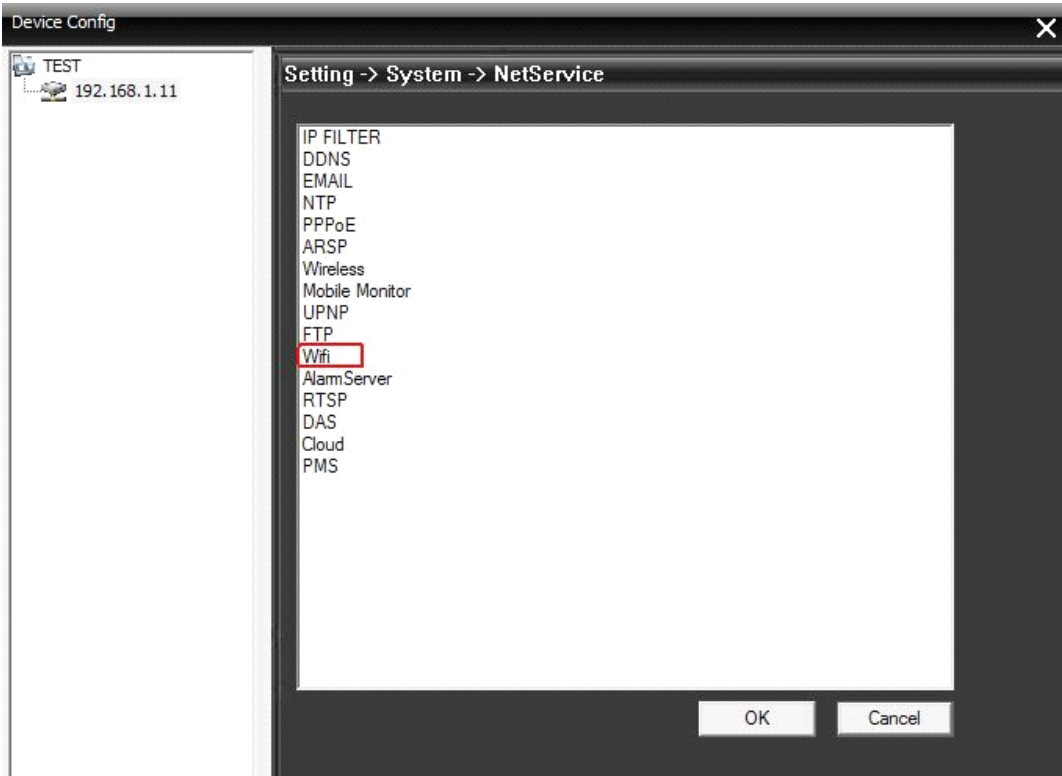 Device Config
TEST
192.168.1.11
Setting -> System -> NetService
IP FILTER
DDNS
EMAIL
NTP
PPPoE
ARSP
Wireless
Mobile Monitor
UPNP
FTP
Wifi
AlarmServer
RTSP
DAS
Cloud
PMS
OK
Cancel